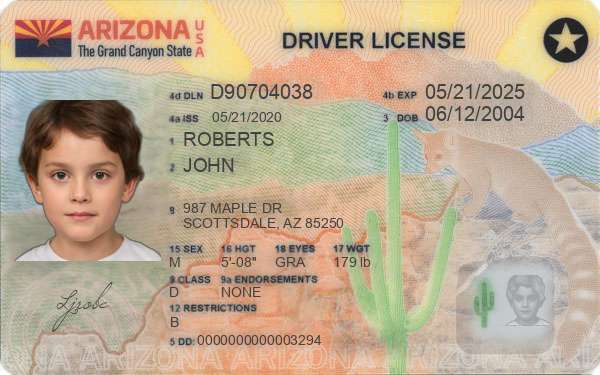 ARIZONA USA
The Grand Canyon State
DRIVER LICENSE
4d DLN D90704038 4b EXP 05/21/2025
4a ISS 05/21/2020 3 DOB 06/12/2004
1 ROBERTS
2 JOHN
8 987 MAPLE DR
SCOTTSDALE, AZ 85250
15 SEX 16 HGT 18 EYES 17 WGT
M 5'-08" GRA 179 lb
9 CLASS 9a ENDORSEMENTS
D NONE
12 RESTRICTIONS
B
5 DD: 0000000000003294
ARIZONA ARIZONA ARIZONA ARIZONA